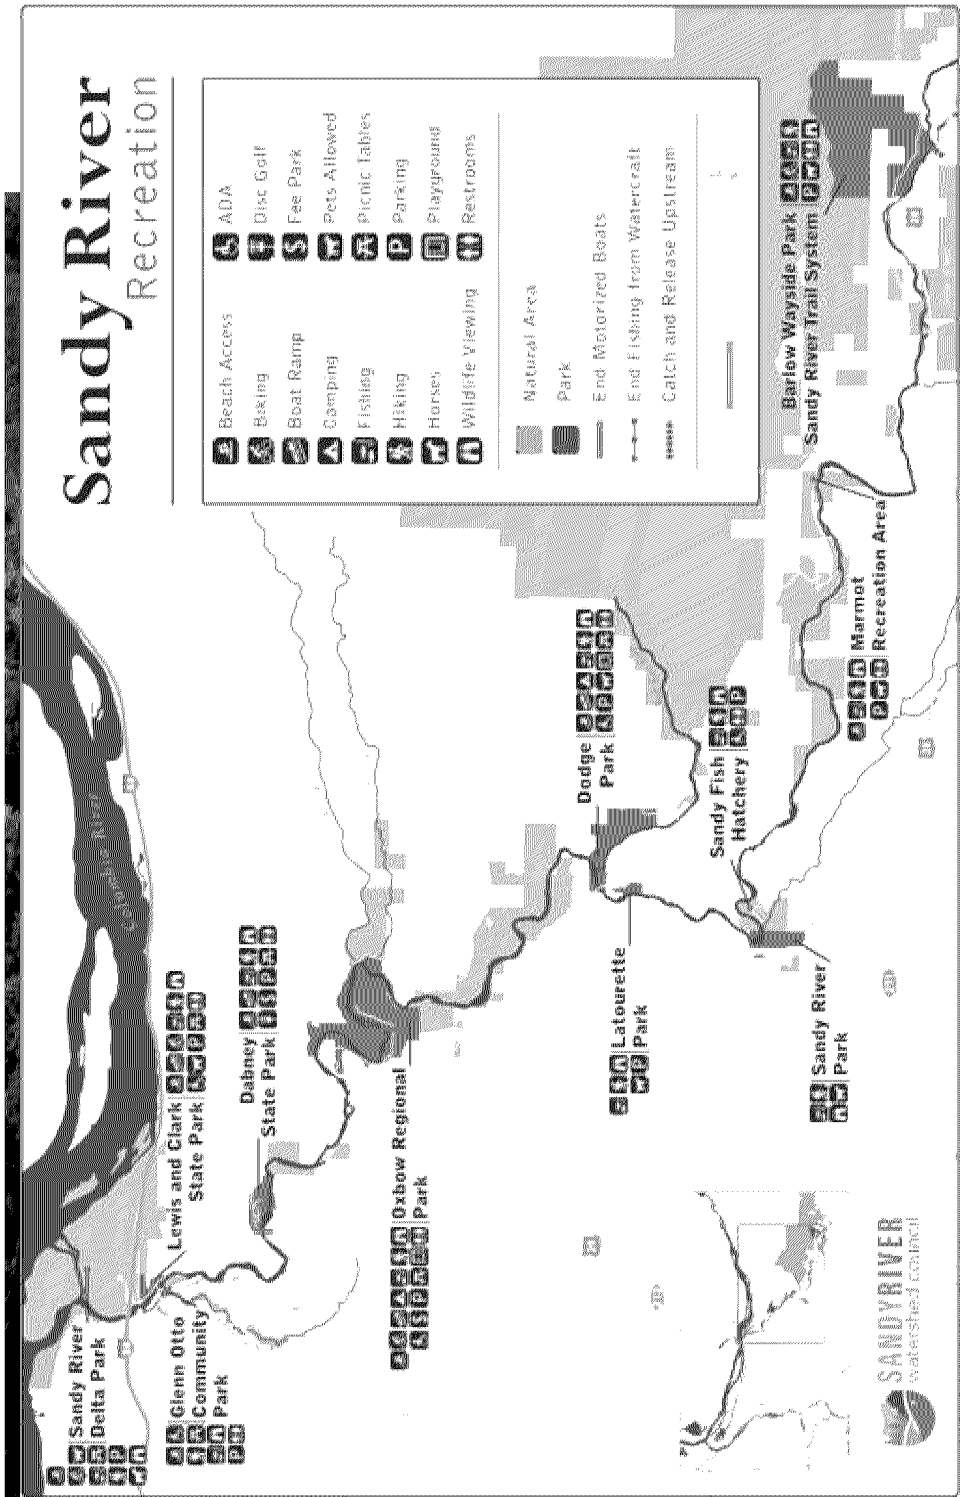 Sandy River
Recreation
Beach Access
Biking
Boat Ramp
Camping
Fishing
Hiking
Horses
Wildlife Viewing
ADA
Disc Golf
Fee Park
Pets Allowed
Picnic Tables
Parking
Playground
Restrooms
Natural Area
Park
End Motorized Boats
End Fishing from Watercraft
Catch and Release Upstream
Columbia River
Sandy River
Delta Park
Glenn Otto
Community
Park
Lewis and Clark
State Park
Dabney
State Park
Oxbow Regional
Park
Dodge
Park
Latourette
Park
Sandy Fish
Hatchery
Sandy River
Park
Marmot
Recreation Area
Barlow Wayside Park
Sandy River Trail System
SANDYRIVER
watershed council